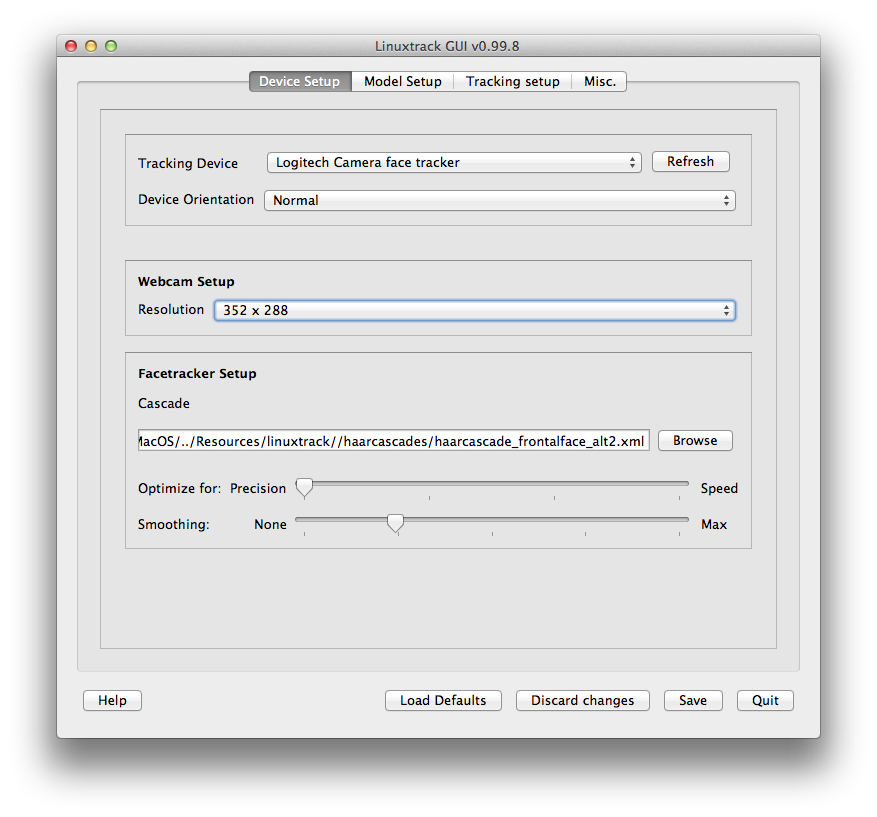 Linuxtrack GUI v0.99.8
Device Setup Model Setup Tracking setup Misc.
Tracking Device Logitech Camera face tracker Refresh
Device Orientation Normal
Webcam Setup
Resolution 352 x 288
Facetracker Setup
Cascade
MacOS/../Resources/linuxtrack//haarcascades/haarcascade_frontalface_alt2.xml Browse
Optimize for: Precision Speed
Smoothing: None Max
Help Load Defaults Discard changes Save Quit